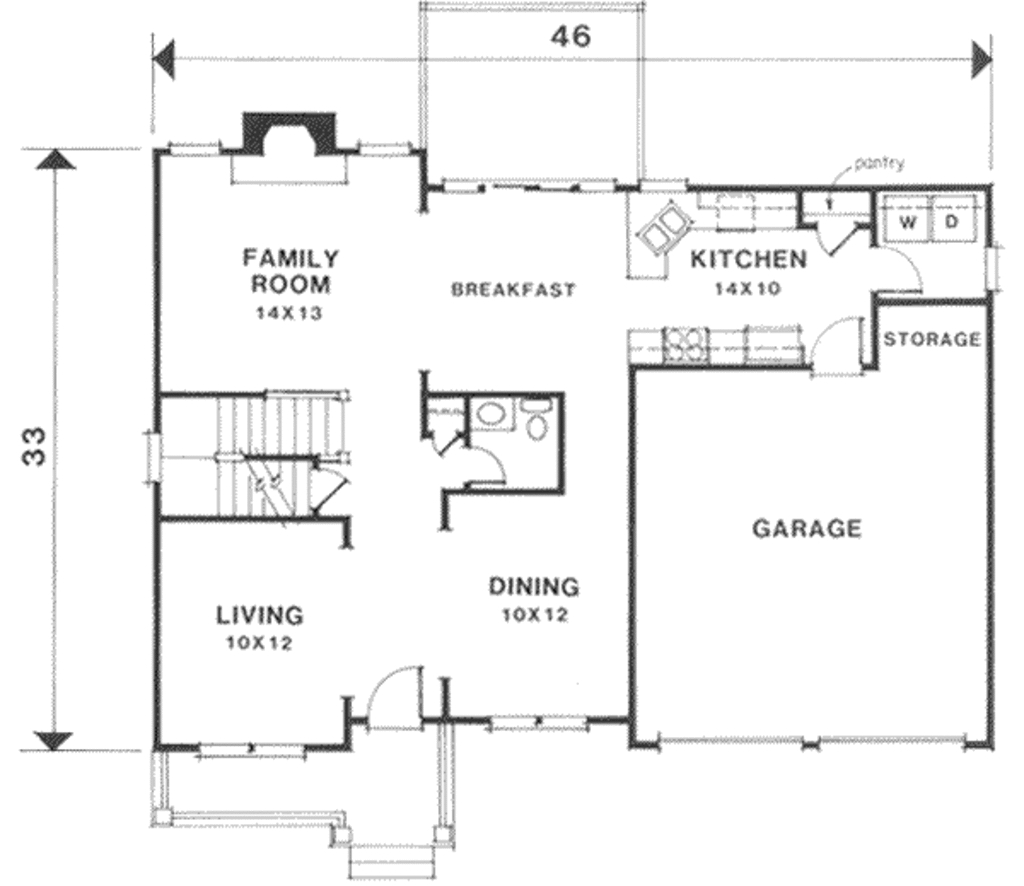 46
pantry
W D
FAMILY
ROOM
14X13
BREAKFAST
KITCHEN
14X10
STORAGE
33
GARAGE
LIVING
10X12
DINING
10X12